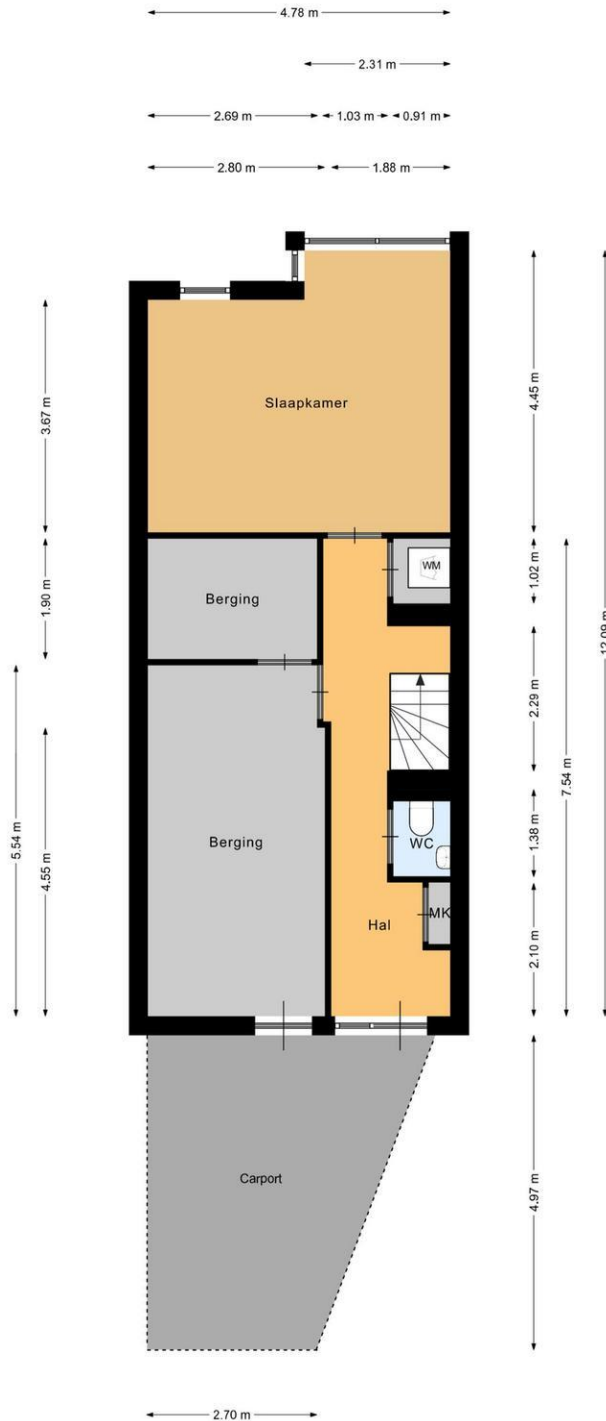 4.78 m
2.31 m
2.69 m
1.03 m
0.91 m
2.80 m
1.88 m
Slaapkamer
3.67 m
4.45 m
WM
Berging
1.90 m
1.02 m
12.09 m
2.29 m
7.54 m
5.54 m
4.55 m
Berging
WC
1.38 m
MK
Hal
2.10 m
Carport
4.97 m
2.70 m